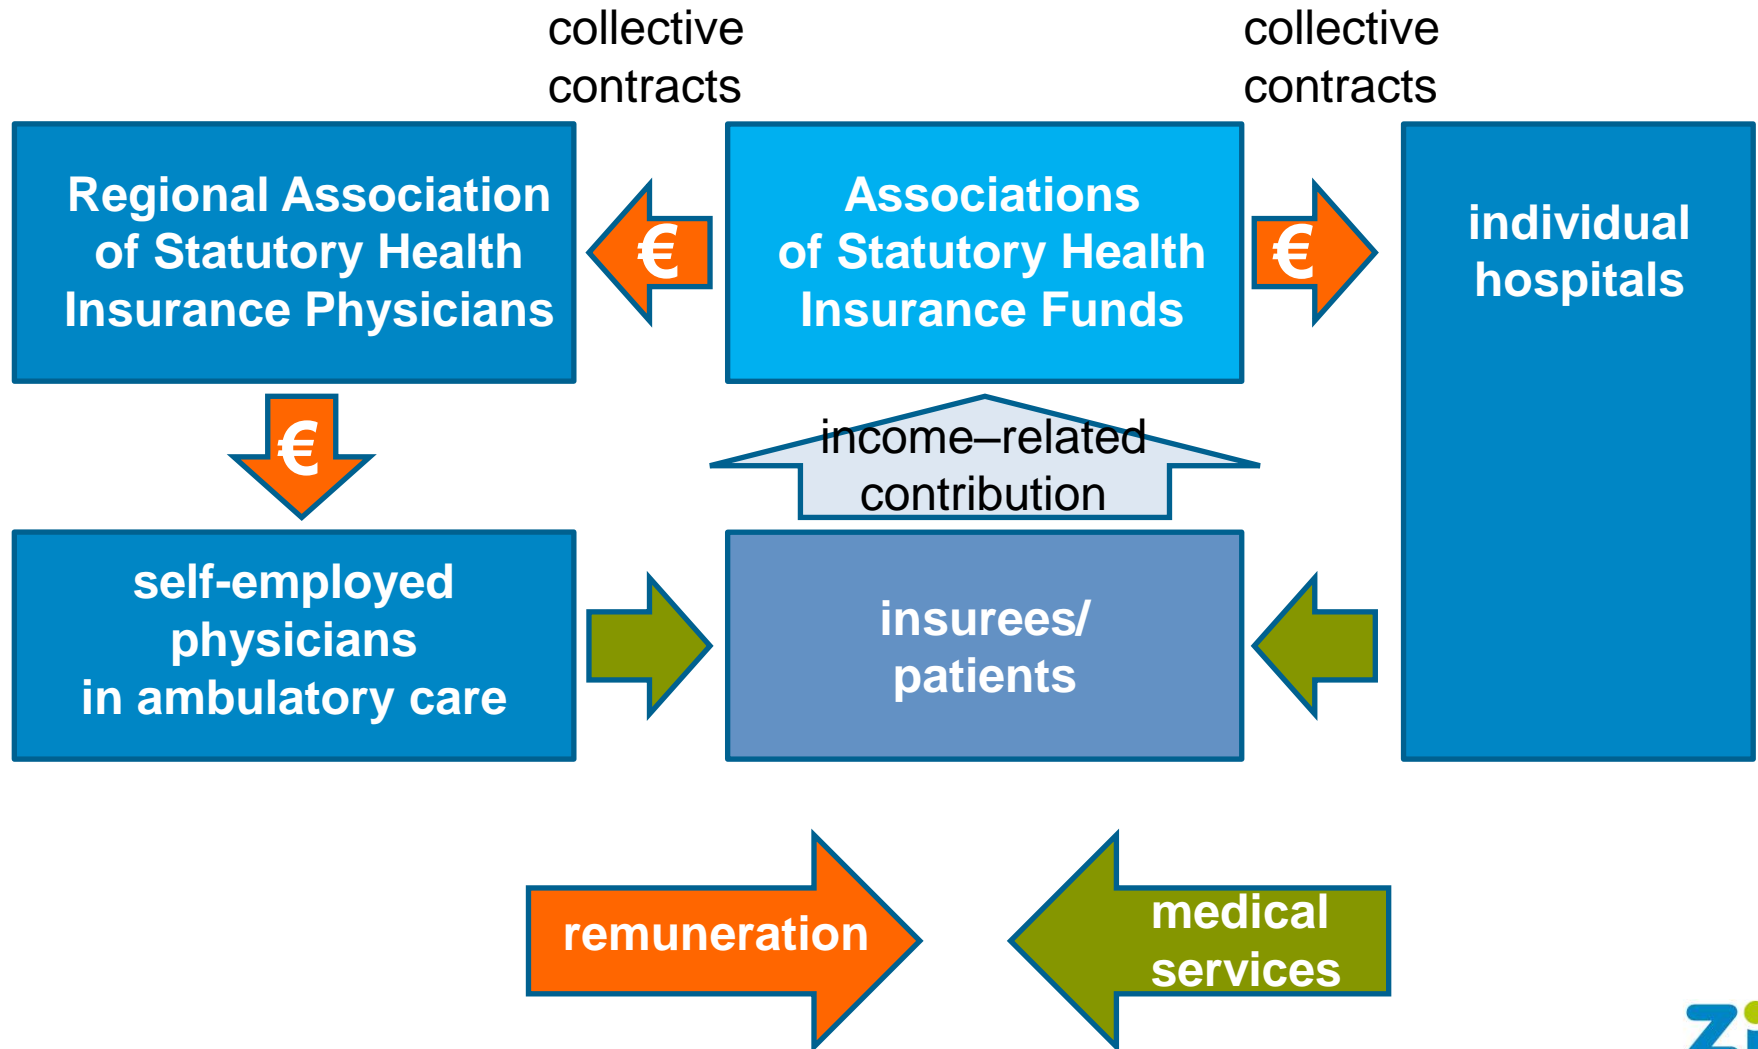 collective
contracts
collective
contracts
Regional Association
of Statutory Health
Insurance Physicians
€
Associations
of Statutory Health
Insurance Funds
€
individual
hospitals
€
income–related
contribution
self-employed
physicians
in ambulatory care
insurees/
patients
remuneration
medical
services
Zi